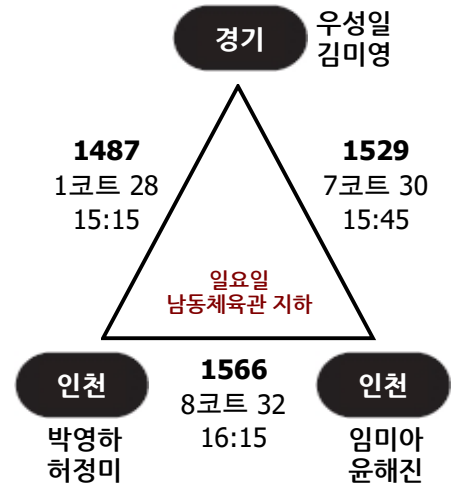 경기
우성일
김미영
1487
1코트 28
15:15
1529
7코트 30
15:45
일요일
남동체육관 지하
인천
박영하
허정미
1566
8코트 32
16:15
인천
임미아
윤해진